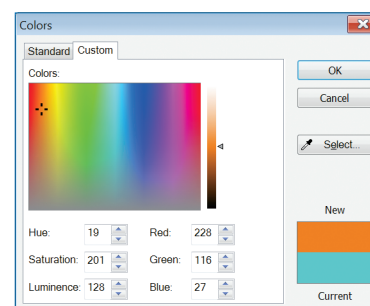 Colors
Standard Custom
Colors:
OK
Cancel
Select...
New
Hue: 19 Red: 228
Saturation: 201 Green: 116
Luminence: 128 Blue: 27
Current